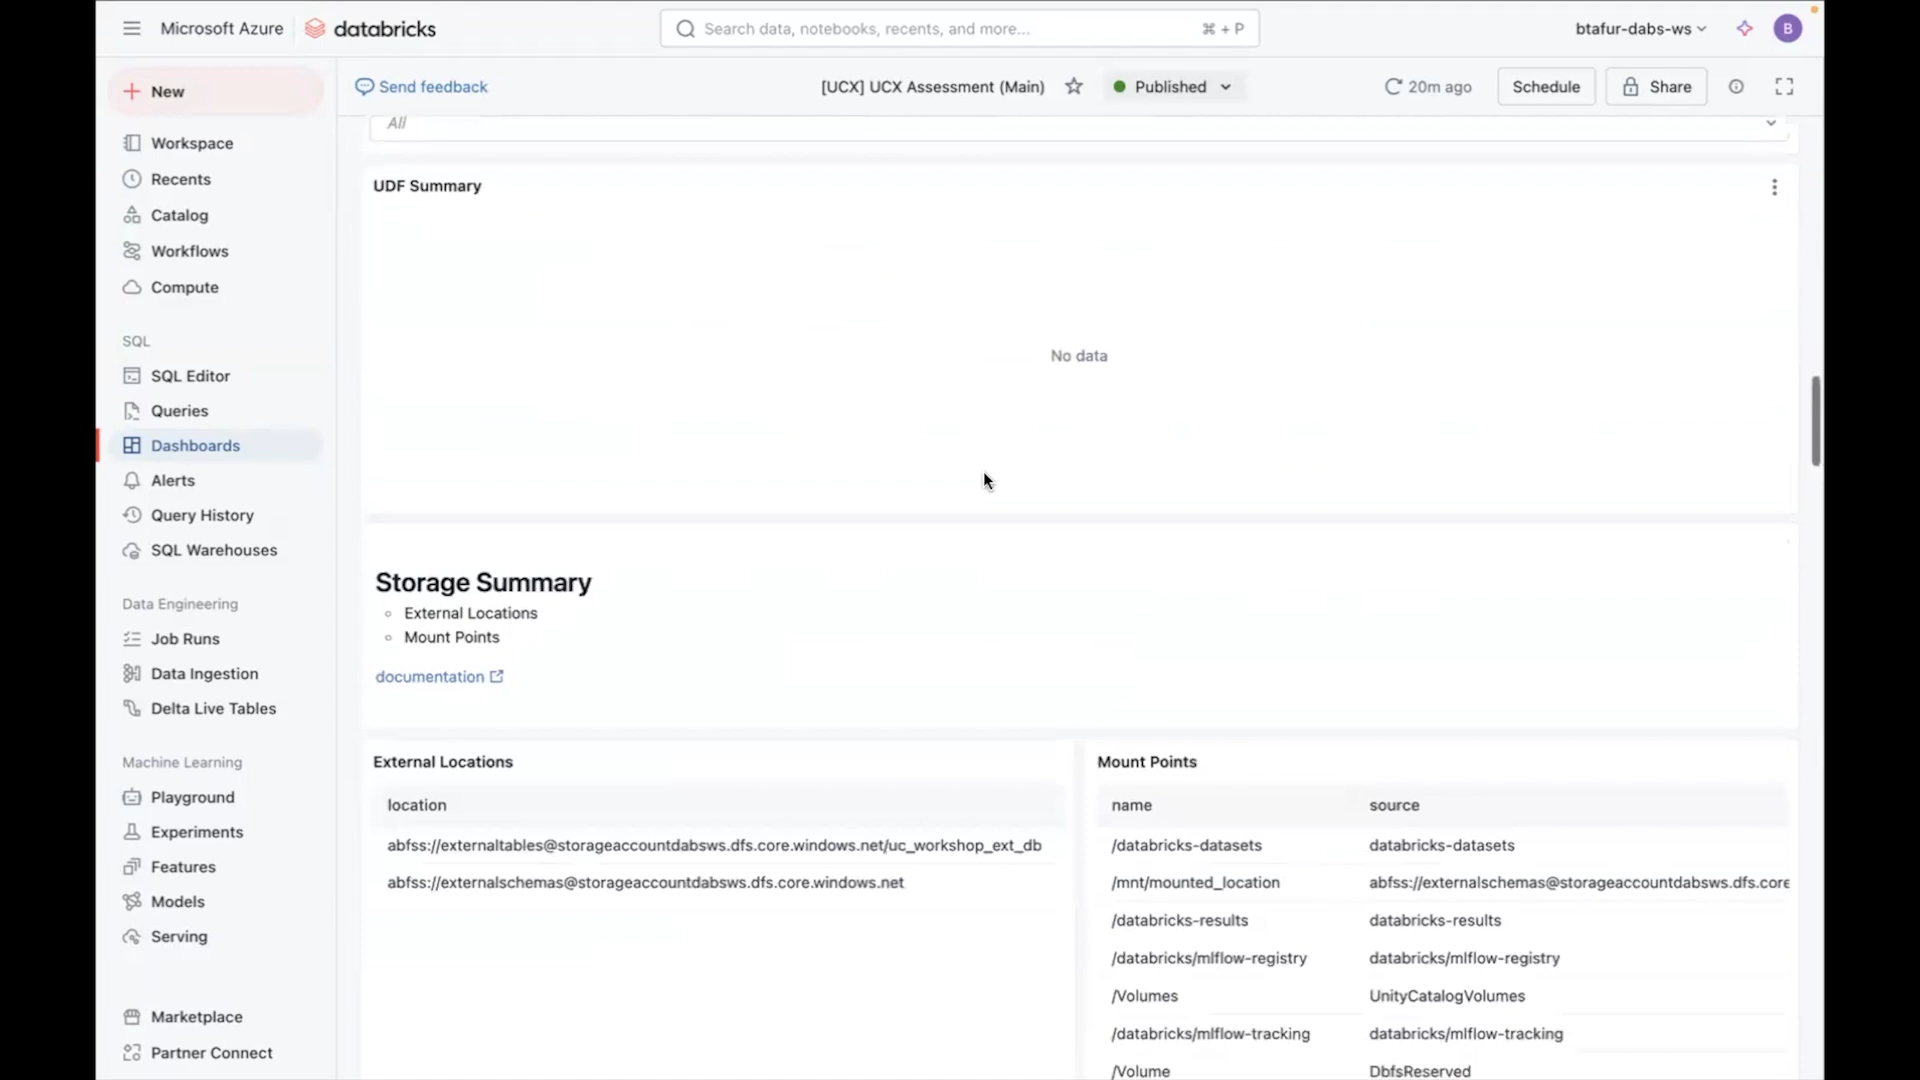 Microsoft Azure databricks Search data, notebooks, recents, and more... ⌘ + P btafur-dabs-ws B
New
Workspace
Recents
Catalog
Workflows
Compute
SQL
SQL Editor
Queries
Dashboards
Alerts
Query History
SQL Warehouses
Data Engineering
Job Runs
Data Ingestion
Delta Live Tables
Machine Learning
Playground
Experiments
Features
Models
Serving
Marketplace
Partner Connect
Send feedback [UCX] UCX Assessment (Main) Published 20m ago Schedule Share
All
UDF Summary
No data
Storage Summary
External Locations
Mount Points
documentation
External Locations
location
abfss://externaltables@storageaccountdabsws.dfs.core.windows.net/uc_workshop_ext_db
abfss://externalschemas@storageaccountdabsws.dfs.core.windows.net
Mount Points
name source
/databricks-datasets databricks-datasets
/mnt/mounted_location abfss://externalschemas@storageaccountdabsws.dfs.core
/databricks-results databricks-results
/databricks/mlflow-registry databricks/mlflow-registry
/Volumes UnityCatalogVolumes
/databricks/mlflow-tracking databricks/mlflow-tracking
/Volume DbfsReserved